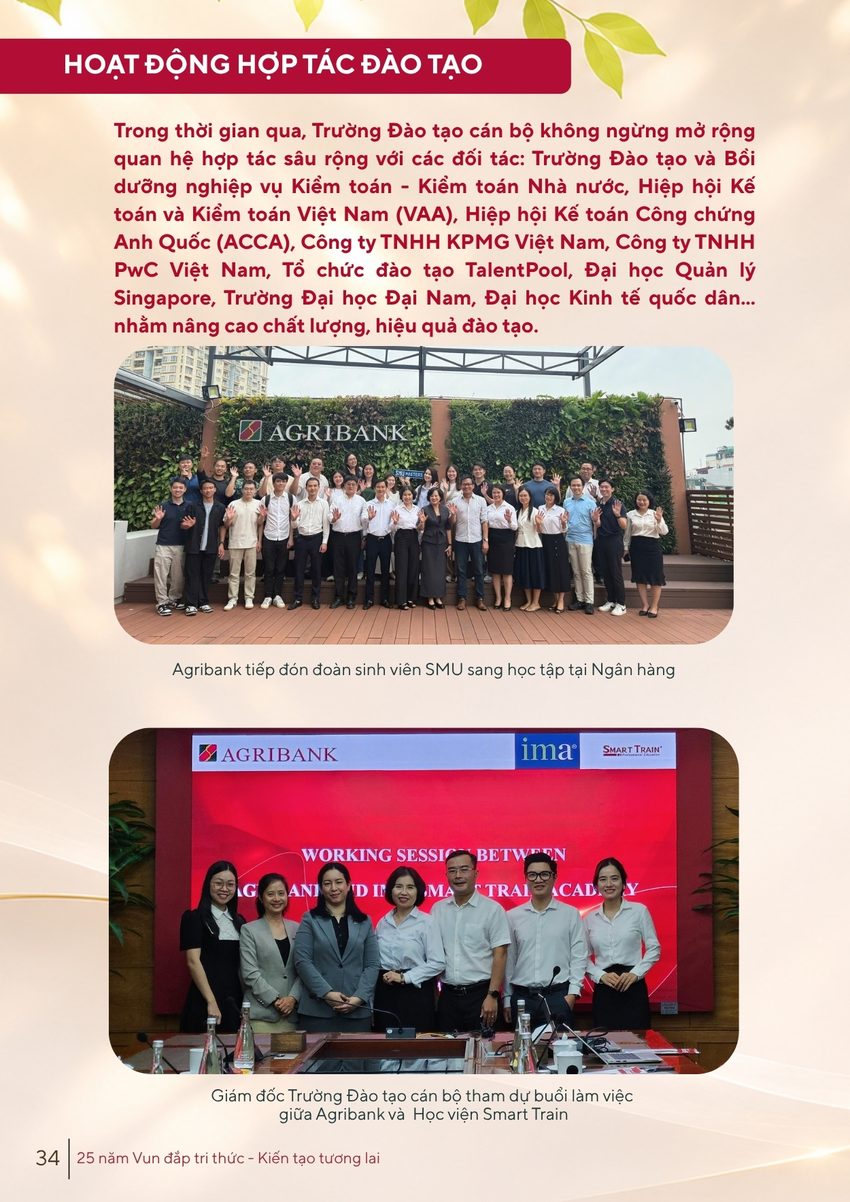 HOẠT ĐỘNG HỢP TÁC ĐÀO TẠO
Trong thời gian qua, Trường Đào tạo cán bộ không ngừng mở rộng
quan hệ hợp tác sâu rộng với các đối tác: Trường Đào tạo và Bồi
dưỡng nghiệp vụ Kiểm toán - Kiểm toán Nhà nước, Hiệp hội Kế
toán và Kiểm toán Việt Nam (VAA), Hiệp hội Kế toán Công chứng
Anh Quốc (ACCA), Công ty TNHH KPMG Việt Nam, Công ty TNHH
PwC Việt Nam, Tổ chức đào tạo TalentPool, Đại học Quản lý
Singapore, Trường Đại học Đại Nam, Đại học Kinh tế quốc dân...
nhằm nâng cao chất lượng, hiệu quả đào tạo.
AGRIBANK
Agribank tiếp đón đoàn sinh viên SMU sang học tập tại Ngân hàng
AGRIBANK
ima®
SMART TRAIN
WORKING SESSION BETWEEN
ACADEMY
Giám đốc Trường Đào tạo cán bộ tham dự buổi làm việc
giữa Agribank và Học viện Smart Train
34
25 năm Vun đắp tri thức - Kiến tạo tương lai